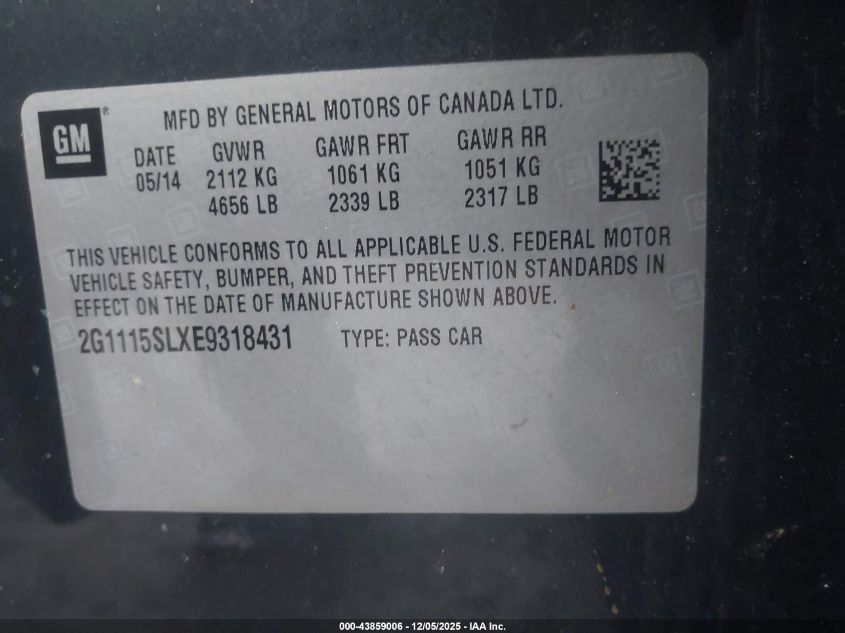 GM ®
MFD BY GENERAL MOTORS OF CANADA LTD.
DATE GVWR GAWR FRT GAWR RR
05/14 2112 KG 1061 KG 1051 KG
4656 LB 2339 LB 2317 LB
THIS VEHICLE CONFORMS TO ALL APPLICABLE U.S. FEDERAL MOTOR
VEHICLE SAFETY, BUMPER, AND THEFT PREVENTION STANDARDS IN
EFFECT ON THE DATE OF MANUFACTURE SHOWN ABOVE.
2G1115SLXE9318431 TYPE: PASS CAR
000-43859006 - 12/05/2025 - IAA Inc.